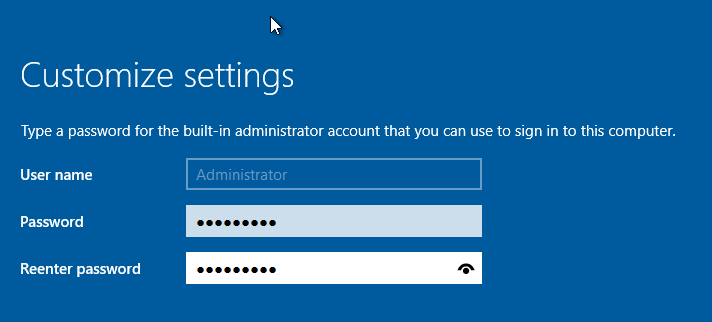 Customize settings
Type a password for the built-in administrator account that you can use to sign in to this computer.
User name
Administrator
Password
●●●●●●●●●
Reenter password
●●●●●●●●●